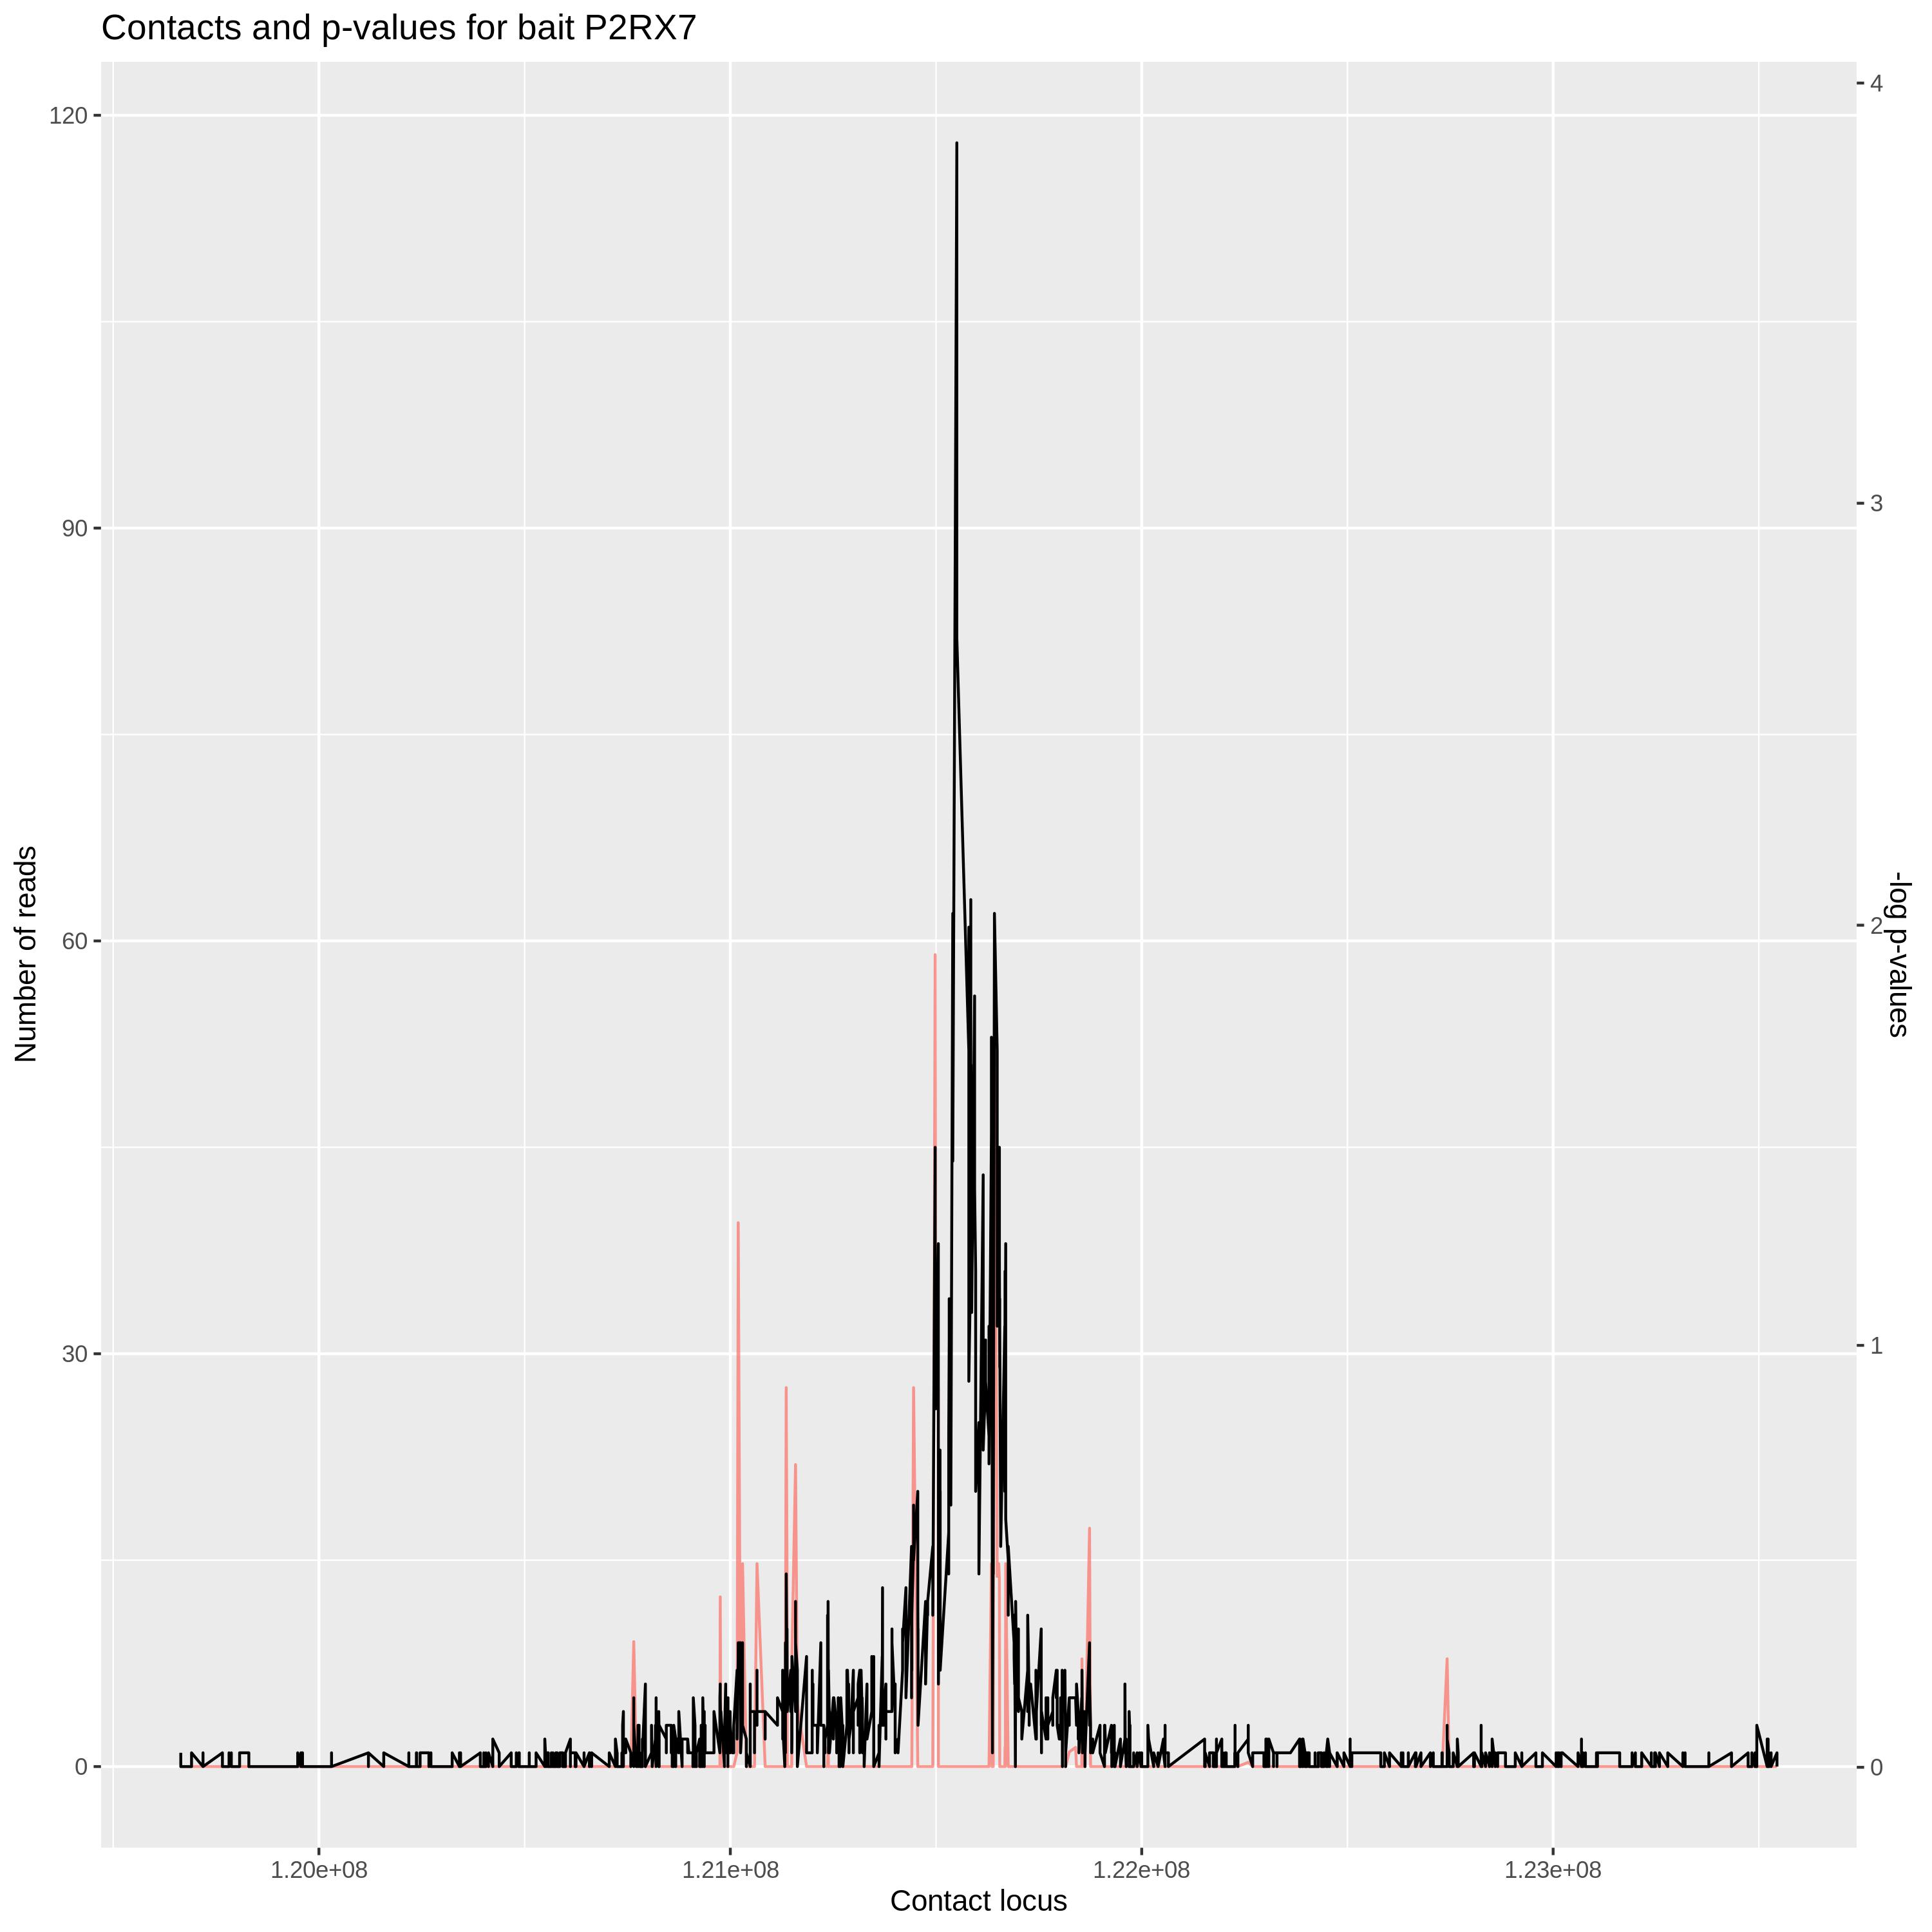 Contacts and p-values for bait P2RX7
120
90
60
30
0
4
3
2
1
0
Number of reads
-log p-values
1.20e+08
1.21e+08
1.22e+08
1.23e+08
Contact locus